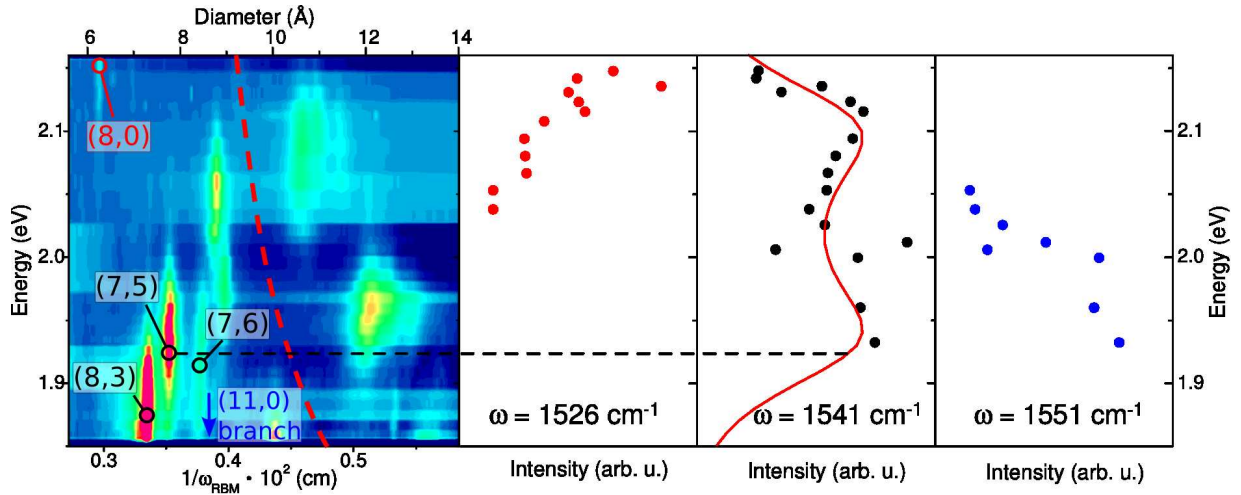 Diameter (Å)
6 8 10 12 14
Energy (eV)
2.1
2.0
1.9
(8,0)
(7,5)
(7,6)
(8,3)
(11,0)
branch
0.3 0.4 0.5
1/ωRBM · 10² (cm)
ω = 1526 cm⁻¹
Intensity (arb. u.)
ω = 1541 cm⁻¹
Intensity (arb. u.)
ω = 1551 cm⁻¹
Intensity (arb. u.)
2.1
2.0
1.9
Energy (eV)